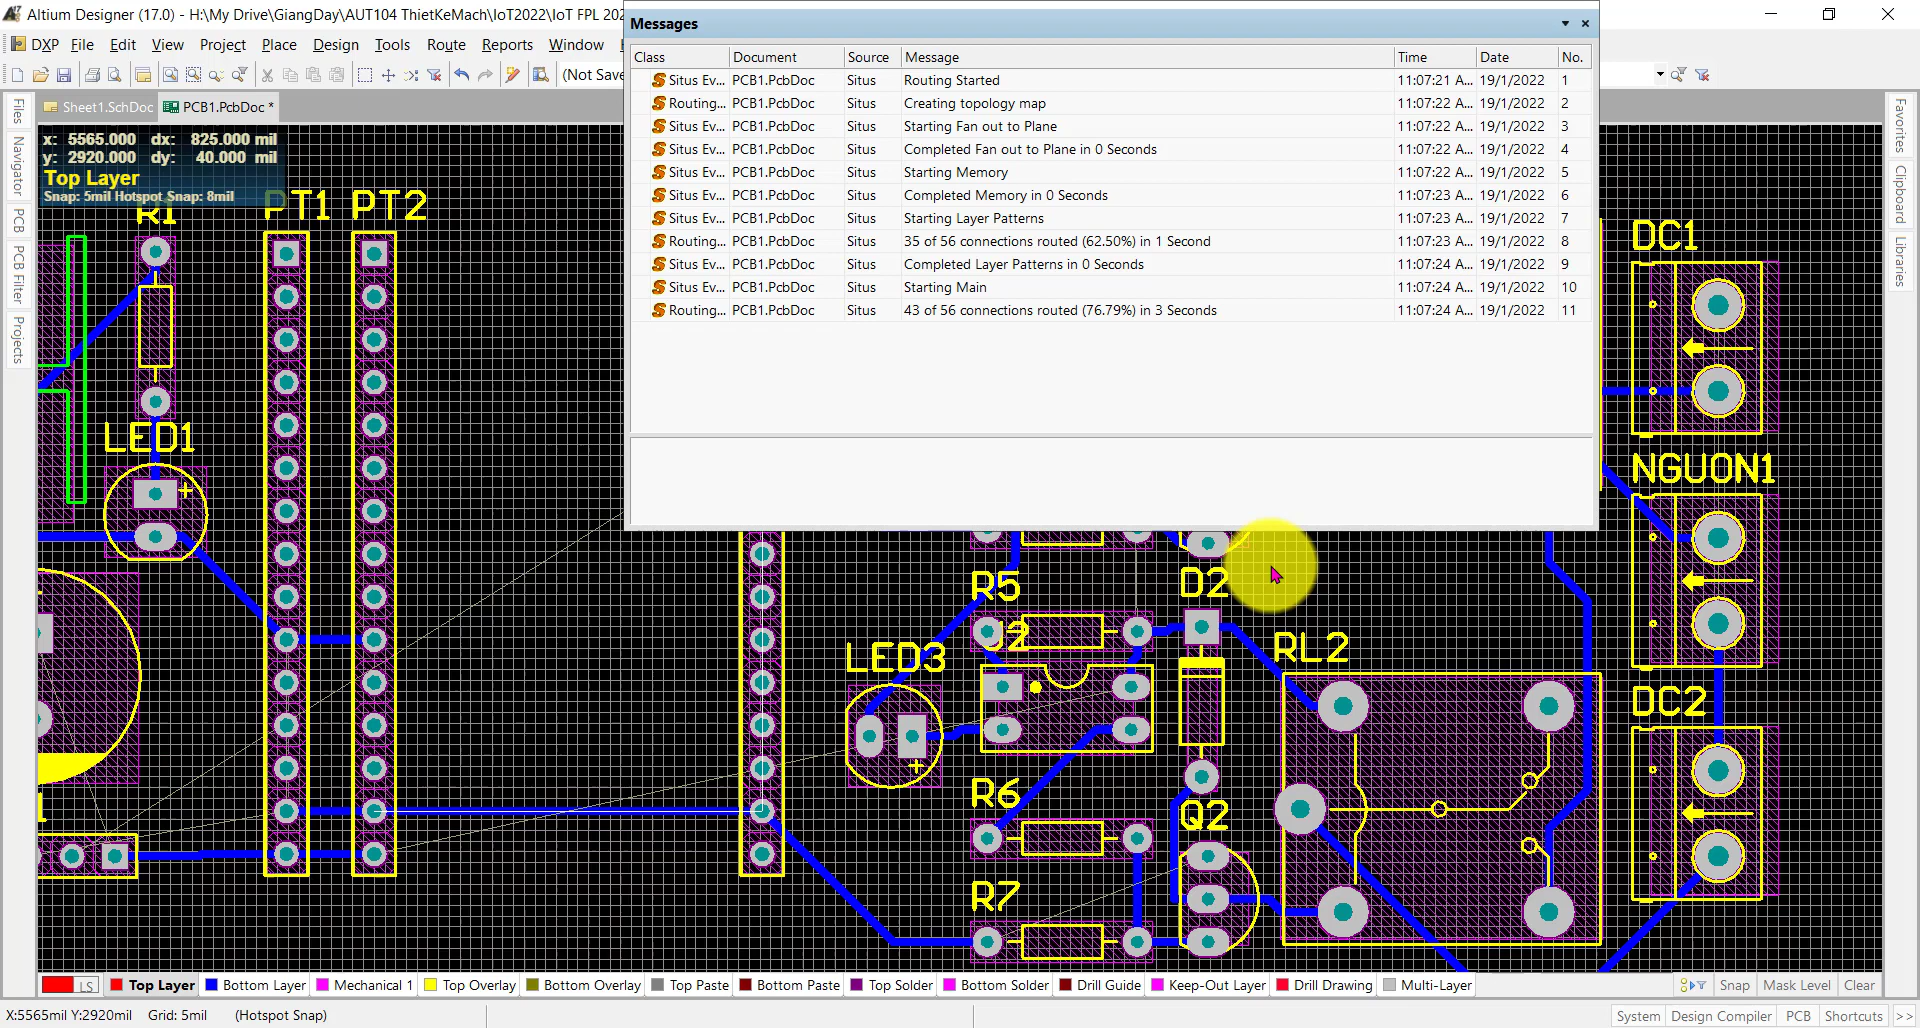 Altium Designer (17.0) - H:\My Drive\GiangDay\AUT104 ThietKeMach\IoT2022\IoT FPL 202
DXP File Edit View Project Place Design Tools Route Reports Window
(Not Save
Sheet1.SchDoc PCB1.PcbDoc *
Messages
Class Document Source Message Time Date No.
Situs Ev... PCB1.PcbDoc Situs Routing Started 11:07:21 A... 19/1/2022 1
Routing... PCB1.PcbDoc Situs Creating topology map 11:07:22 A... 19/1/2022 2
Situs Ev... PCB1.PcbDoc Situs Starting Fan out to Plane 11:07:22 A... 19/1/2022 3
Situs Ev... PCB1.PcbDoc Situs Completed Fan out to Plane in 0 Seconds 11:07:22 A... 19/1/2022 4
Situs Ev... PCB1.PcbDoc Situs Starting Memory 11:07:22 A... 19/1/2022 5
Situs Ev... PCB1.PcbDoc Situs Completed Memory in 0 Seconds 11:07:23 A... 19/1/2022 6
Situs Ev... PCB1.PcbDoc Situs Starting Layer Patterns 11:07:23 A... 19/1/2022 7
Routing... PCB1.PcbDoc Situs 35 of 56 connections routed (62.50%) in 1 Second 11:07:23 A... 19/1/2022 8
Situs Ev... PCB1.PcbDoc Situs Completed Layer Patterns in 0 Seconds 11:07:24 A... 19/1/2022 9
Situs Ev... PCB1.PcbDoc Situs Starting Main 11:07:24 A... 19/1/2022 10
Routing... PCB1.PcbDoc Situs 43 of 56 connections routed (76.79%) in 3 Seconds 11:07:24 A... 19/1/2022 11
x: 5565.000 dx: 825.000 mil
y: 2920.000 dy: 40.000 mil
Top Layer
Snap: 5mil Hotspot Snap: 8mil
Files
Navigator
PCB
PCB Filter
Projects
Favorites
Clipboard
Libraries
R1
PT1
PT2
LED1
DC1
NGUON1
DC2
R5
D2
LED3
RL2
R6
Q2
R7
LS Top Layer Bottom Layer Mechanical 1 Top Overlay Bottom Overlay Top Paste Bottom Paste Top Solder Bottom Solder Drill Guide Keep-Out Layer Drill Drawing Multi-Layer Snap Mask Level Clear
X:5565mil Y:2920mil Grid: 5mil (Hotspot Snap) System Design Compiler PCB Shortcuts >>